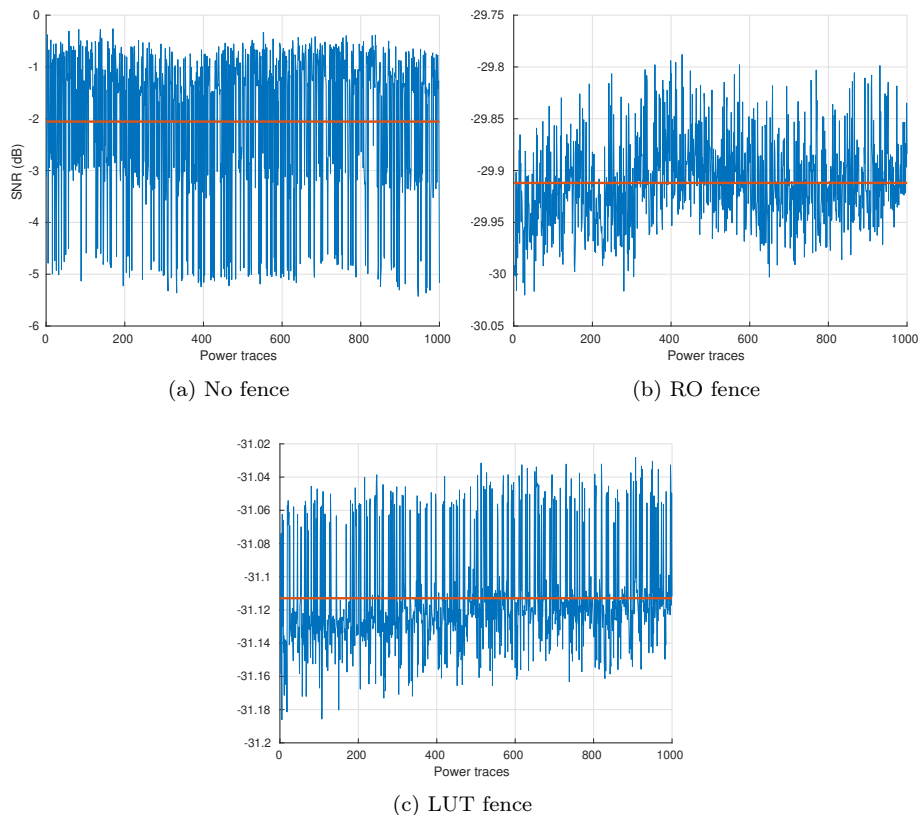 0
-1
-2
-3
-4
-5
-6
SNR (dB)
0 200 400 600 800 1000
Power traces
(a) No fence
-29.75
-29.8
-29.85
-29.9
-29.95
-30
-30.05
0 200 400 600 800 1000
Power traces
(b) RO fence
-31.02
-31.04
-31.06
-31.08
-31.1
-31.12
-31.14
-31.16
-31.18
-31.2
0 200 400 600 800 1000
Power traces
(c) LUT fence